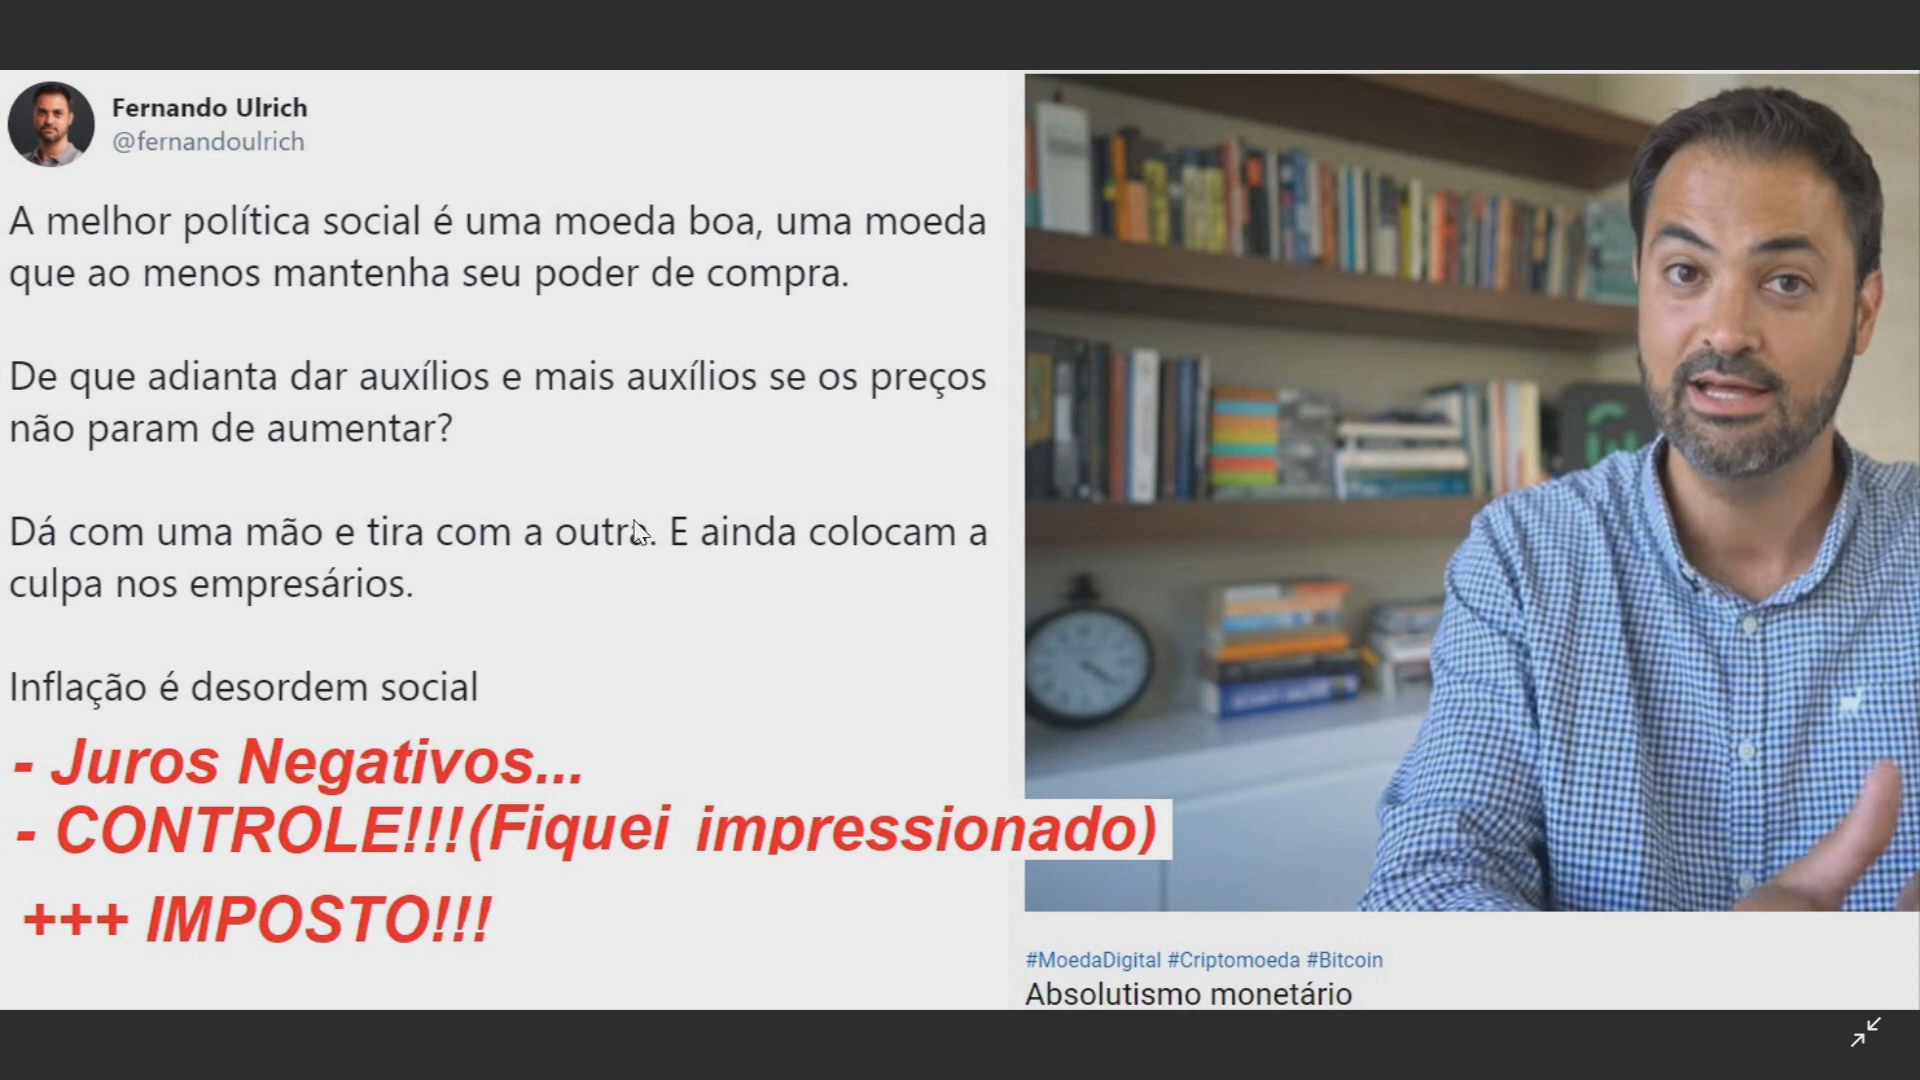 Fernando Ulrich
@fernandoulrich
A melhor política social é uma moeda boa, uma moeda
que ao menos mantenha seu poder de compra.
De que adianta dar auxílios e mais auxílios se os preços
não param de aumentar?
Dá com uma mão e tira com a outra. E ainda colocam a
culpa nos empresários.
Inflação é desordem social
- Juros Negativos...
- CONTROLE!!!(Fiquei impressionado)
+++ IMPOSTO!!!
#MoedaDigital #Criptomoeda #Bitcoin
Absolutismo monetário